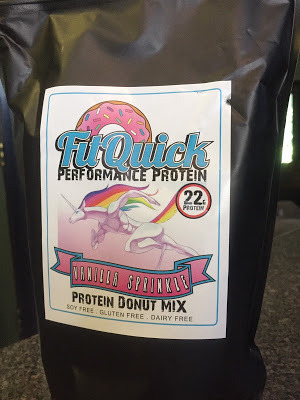 FitQuick
PERFORMANCE PROTEIN
22G
PROTEIN
VANILLA SPRINKLE
PROTEIN DONUT MIX
SOY FREE . GLUTEN FREE . DAIRY FREE